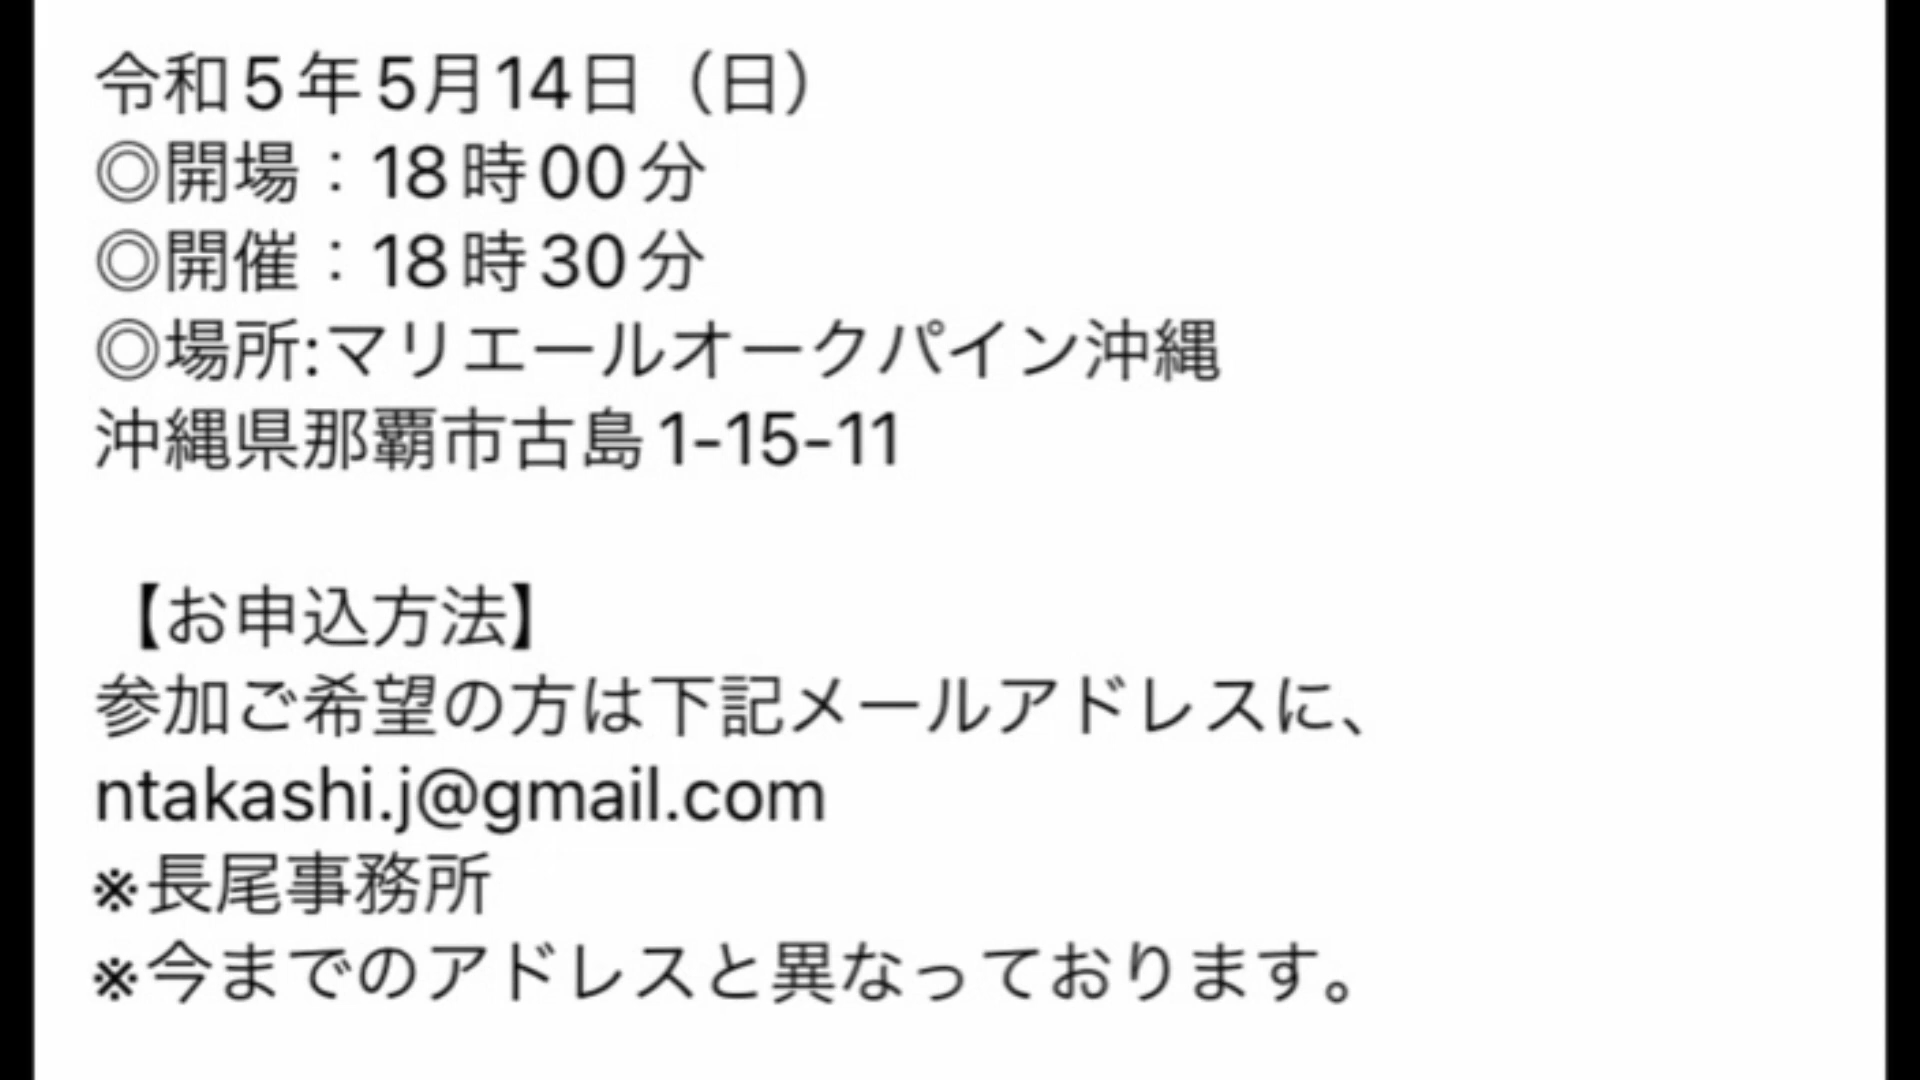 令和5年5月14日（日）
◎開場：18時00分
◎開催：18時30分
◎場所:マリエールオークパイン沖縄
沖縄県那覇市古島1-15-11
【お申込方法】
参加ご希望の方は下記メールアドレスに、
ntakashi.j@gmail.com
※長尾事務所
※今までのアドレスと異なっております。